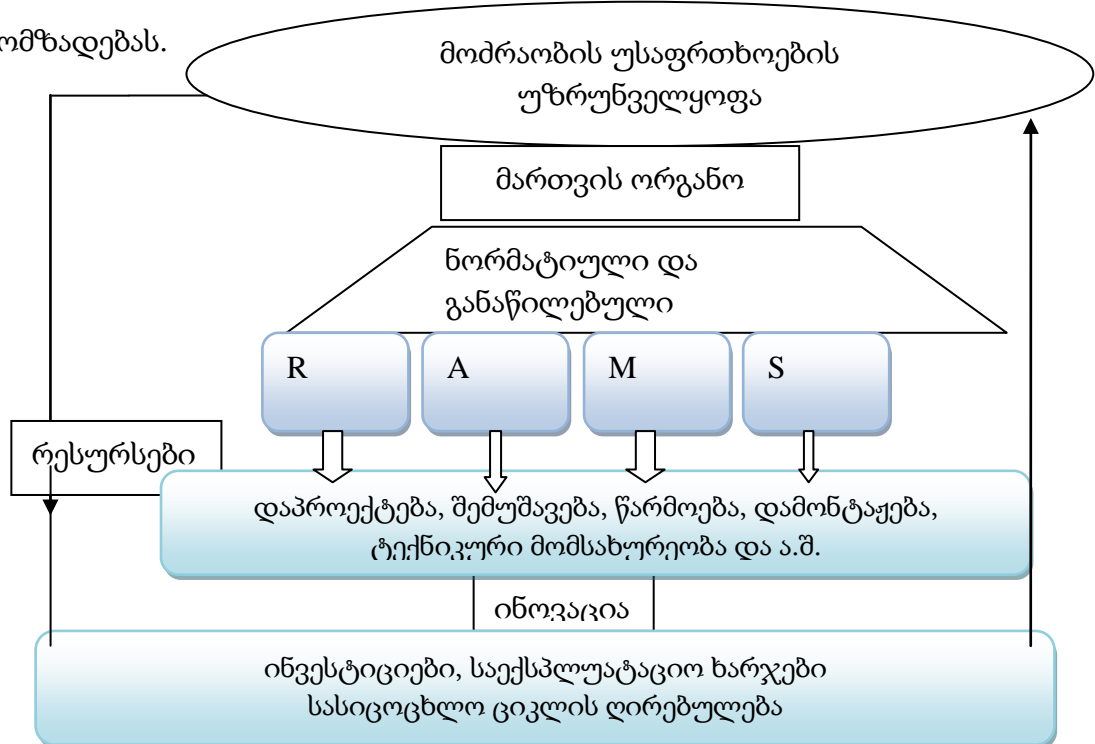 ომზადებას.
მოძრაობის უსაფრთხოების
უზრუნველყოფა
მართვის ორგანო
ნორმატიული და
განაწილებული
R A M S
რესურსები
დაპროექტება, შემუშავება, წარმოება, დამონტაჟება,
ტექნიკური მომსახურეობა და ა.შ.
ინოვაცია
ინვესტიციები, საექსპლუატაციო ხარჯები
სასიცოცხლო ციკლის ღირებულება